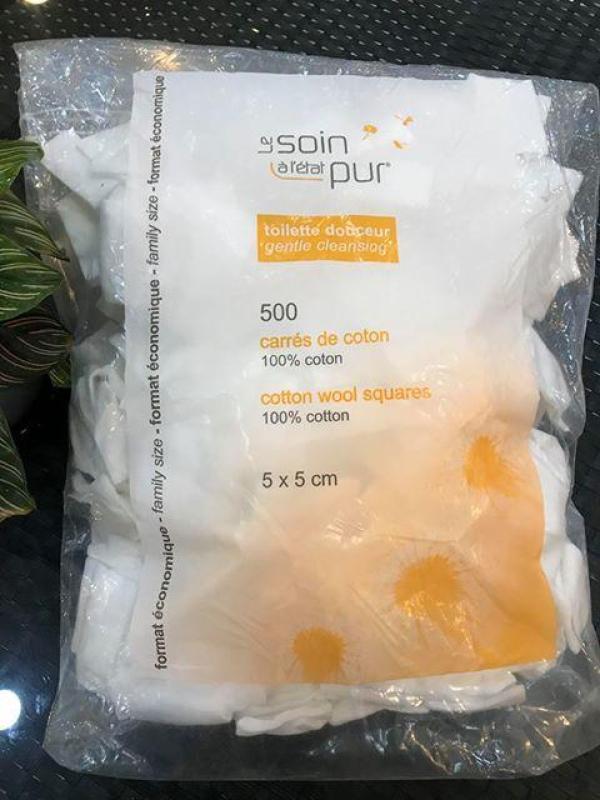 Le soin
à l'état pur®
toilette douceur
gentle cleansing
500
carrés de coton
100% coton
cotton wool squares
100% cotton
5 x 5 cm
format économique - family size - format économique - family size - format économique